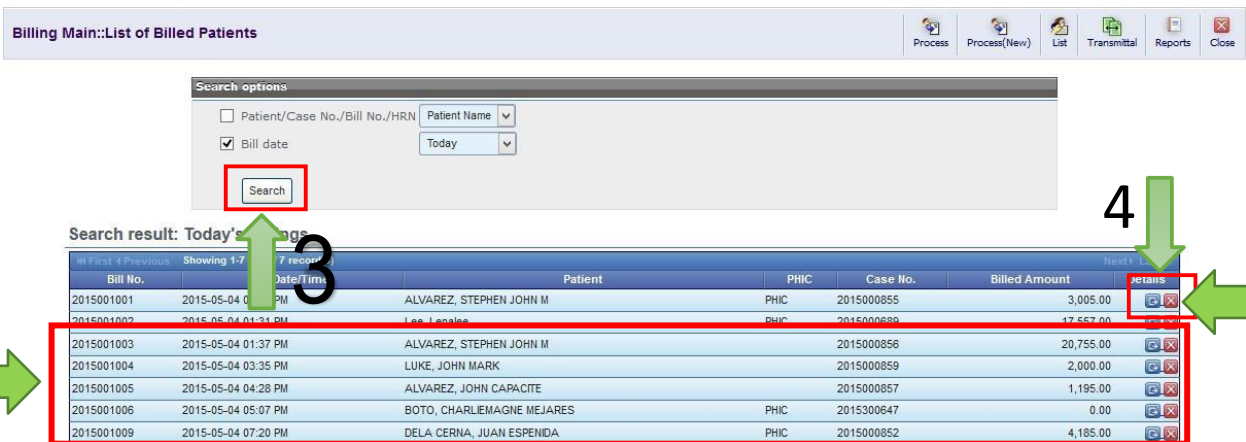 Billing Main::List of Billed Patients
Process Process(New) List Transmittal Reports Close
Search options
Patient/Case No./Bill No./HRN Patient Name
Bill date Today
Search
4
3
Search result: Today's
First Previous Showing 1-7 7 Next
Bill No. Date/Time Patient PHIC Case No. Billed Amount Details
2015001001 2015-05-04 PM ALVAREZ, STEPHEN JOHN M PHIC 2015000855 3,005.00
2015001002 2015-05-04 01:31 PM Lee, Lenalee PHIC 2015000689 17,557.00
2015001003 2015-05-04 01:37 PM ALVAREZ, STEPHEN JOHN M 2015000856 20,755.00
2015001004 2015-05-04 03:35 PM LUKE, JOHN MARK 2015000859 2,000.00
2015001005 2015-05-04 04:28 PM ALVAREZ, JOHN CAPACITE 2015000857 1,195.00
2015001006 2015-05-04 05:07 PM BOTO, CHARLIEMAGNE MEJARES PHIC 2015300647 0.00
2015001009 2015-05-04 07:20 PM DELA CERNA, JUAN ESPENIDA PHIC 2015000852 4,185.00